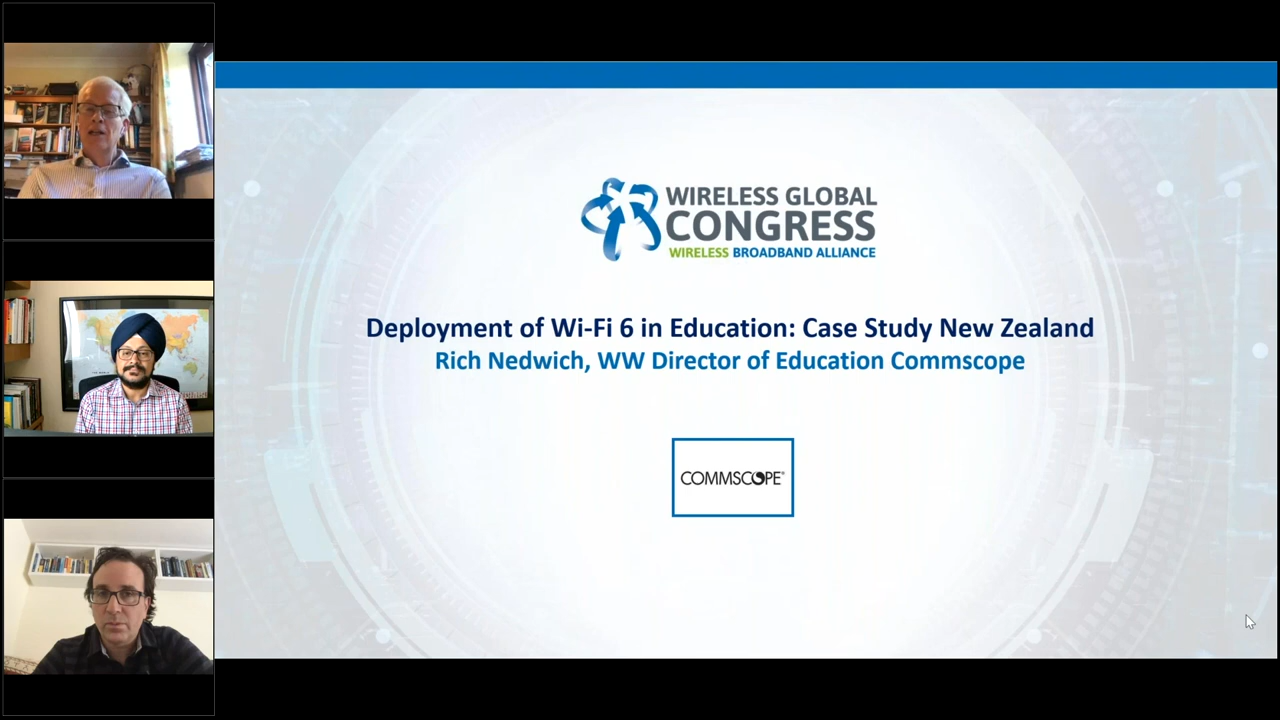 WIRELESS GLOBAL
CONGRESS
WIRELESS BROADBAND ALLIANCE
Deployment of Wi-Fi 6 in Education: Case Study New Zealand
Rich Nedwich, WW Director of Education Commscope
COMMSCOPE®